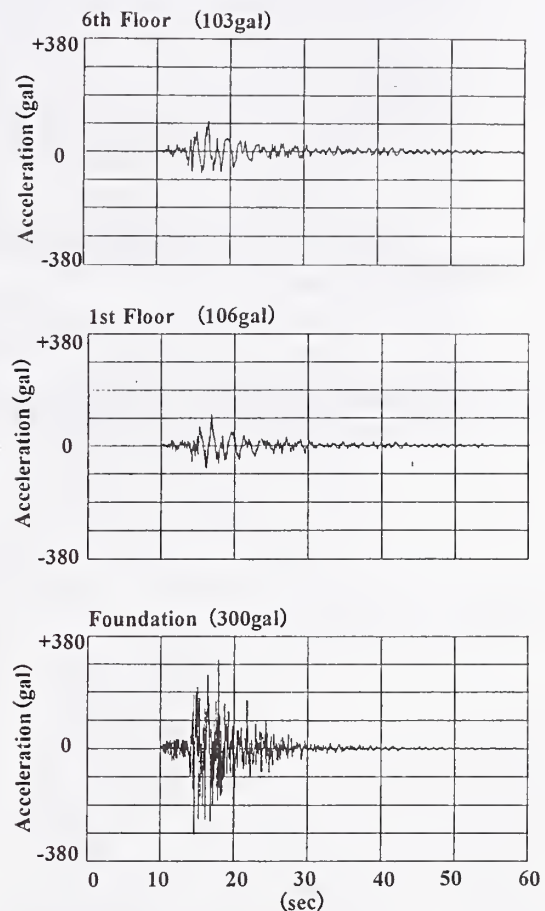 6th Floor (103gal)
+380
0
-380
Acceleration (gal)
1st Floor (106gal)
+380
0
-380
Acceleration (gal)
Foundation (300gal)
+380
0
-380
Acceleration (gal)
0 10 20 30 40 50 60
(sec)